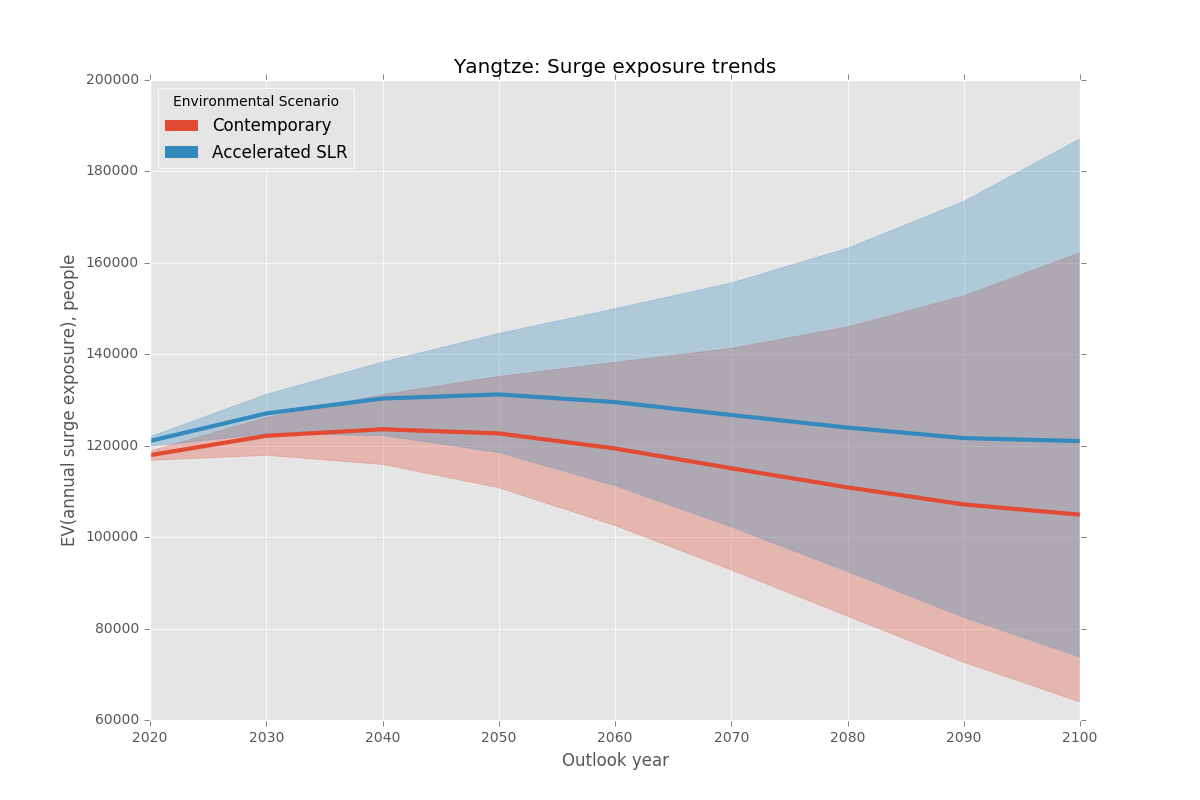 Yangtze: Surge exposure trends
Environmental Scenario
Contemporary
Accelerated SLR
EV(annual surge exposure), people
200000
180000
160000
140000
120000
100000
80000
60000
2020 2030 2040 2050 2060 2070 2080 2090 2100
Outlook year